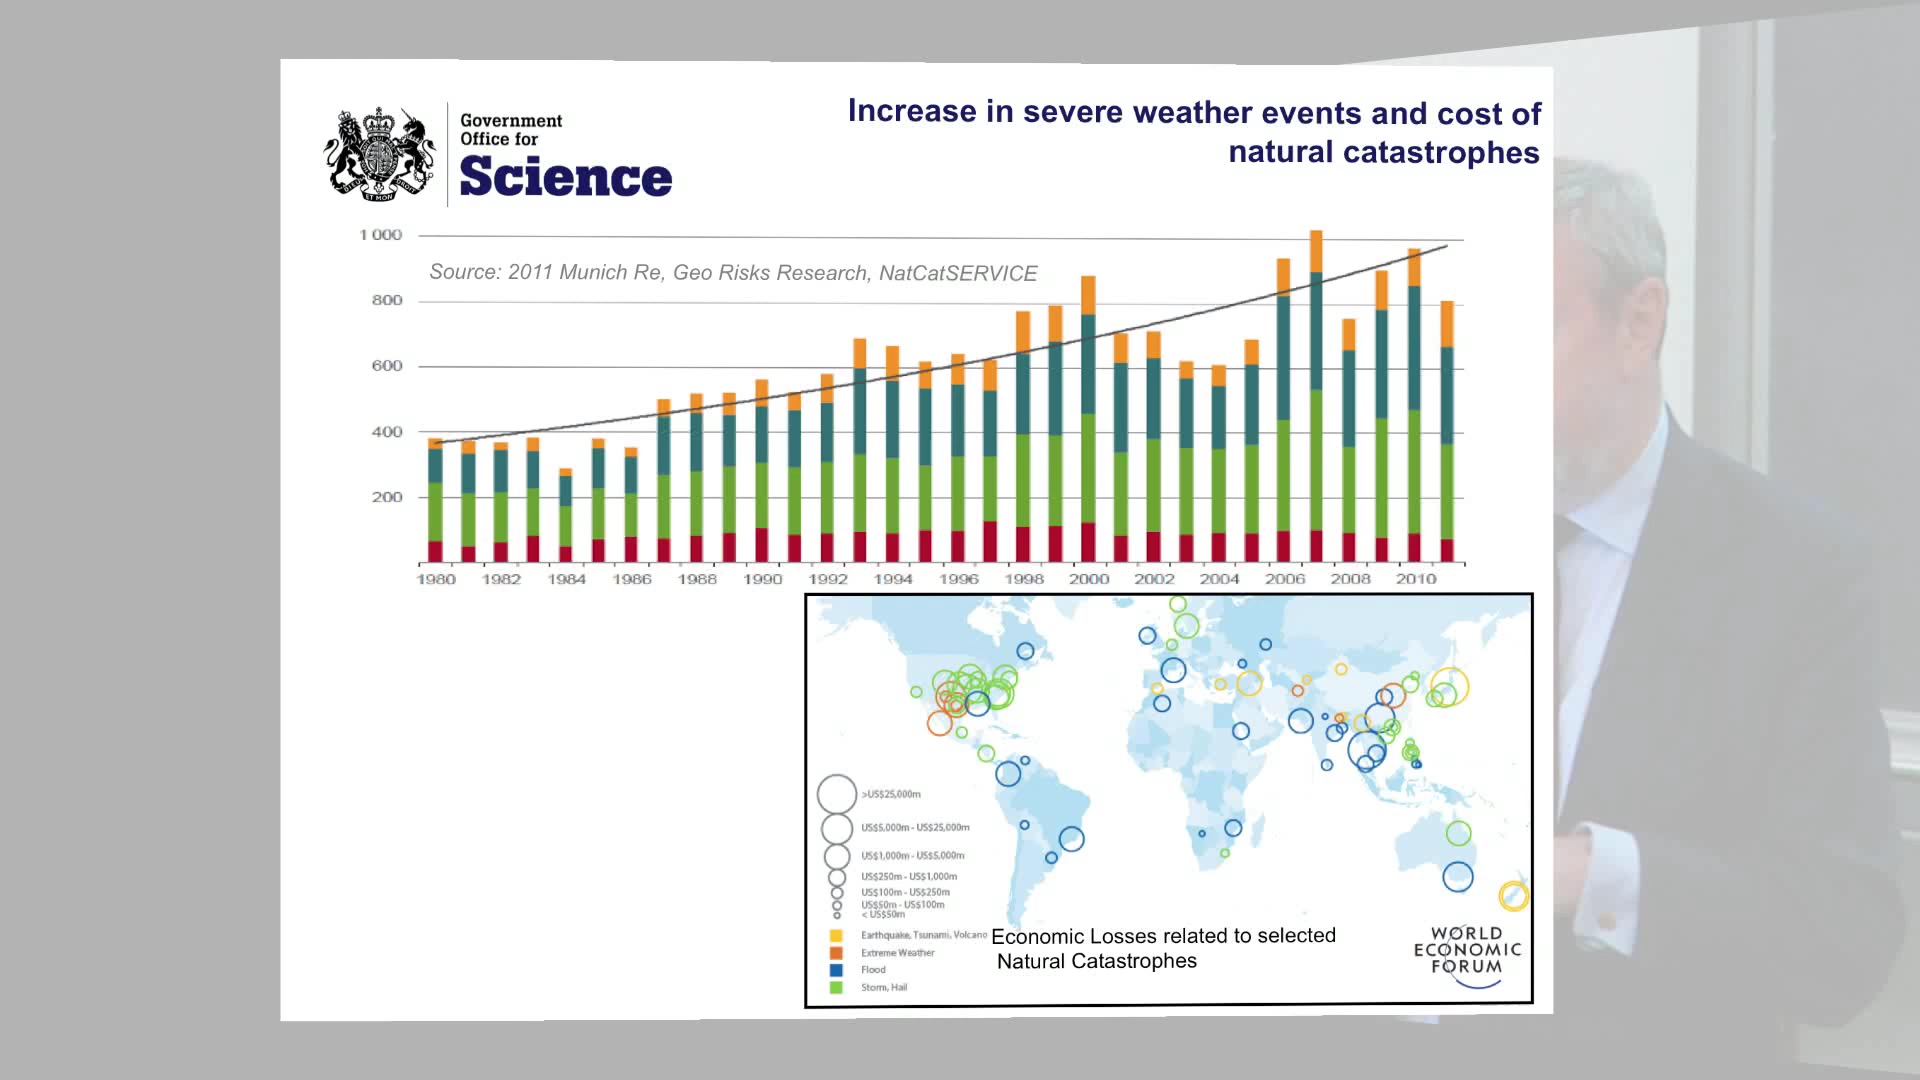 Government
Office for
Science
Increase in severe weather events and cost of
natural catastrophes
1 000
Source: 2011 Munich Re, Geo Risks Research, NatCatSERVICE
800
600
400
200
1980 1982 1984 1986 1988 1990 1992 1994 1996 1998 2000 2002 2004 2006 2008 2010
>US$25,000m
US$5,000m - US$25,000m
US$1,000m - US$5,000m
US$250m - US$1,000m
US$100m - US$250m
US$50m - US$100m
< US$50m
Earthquake, Tsunami, Volcano
Extreme Weather
Flood
Storm, Hail
Economic Losses related to selected
Natural Catastrophes
WORLD
ECONOMIC
FORUM